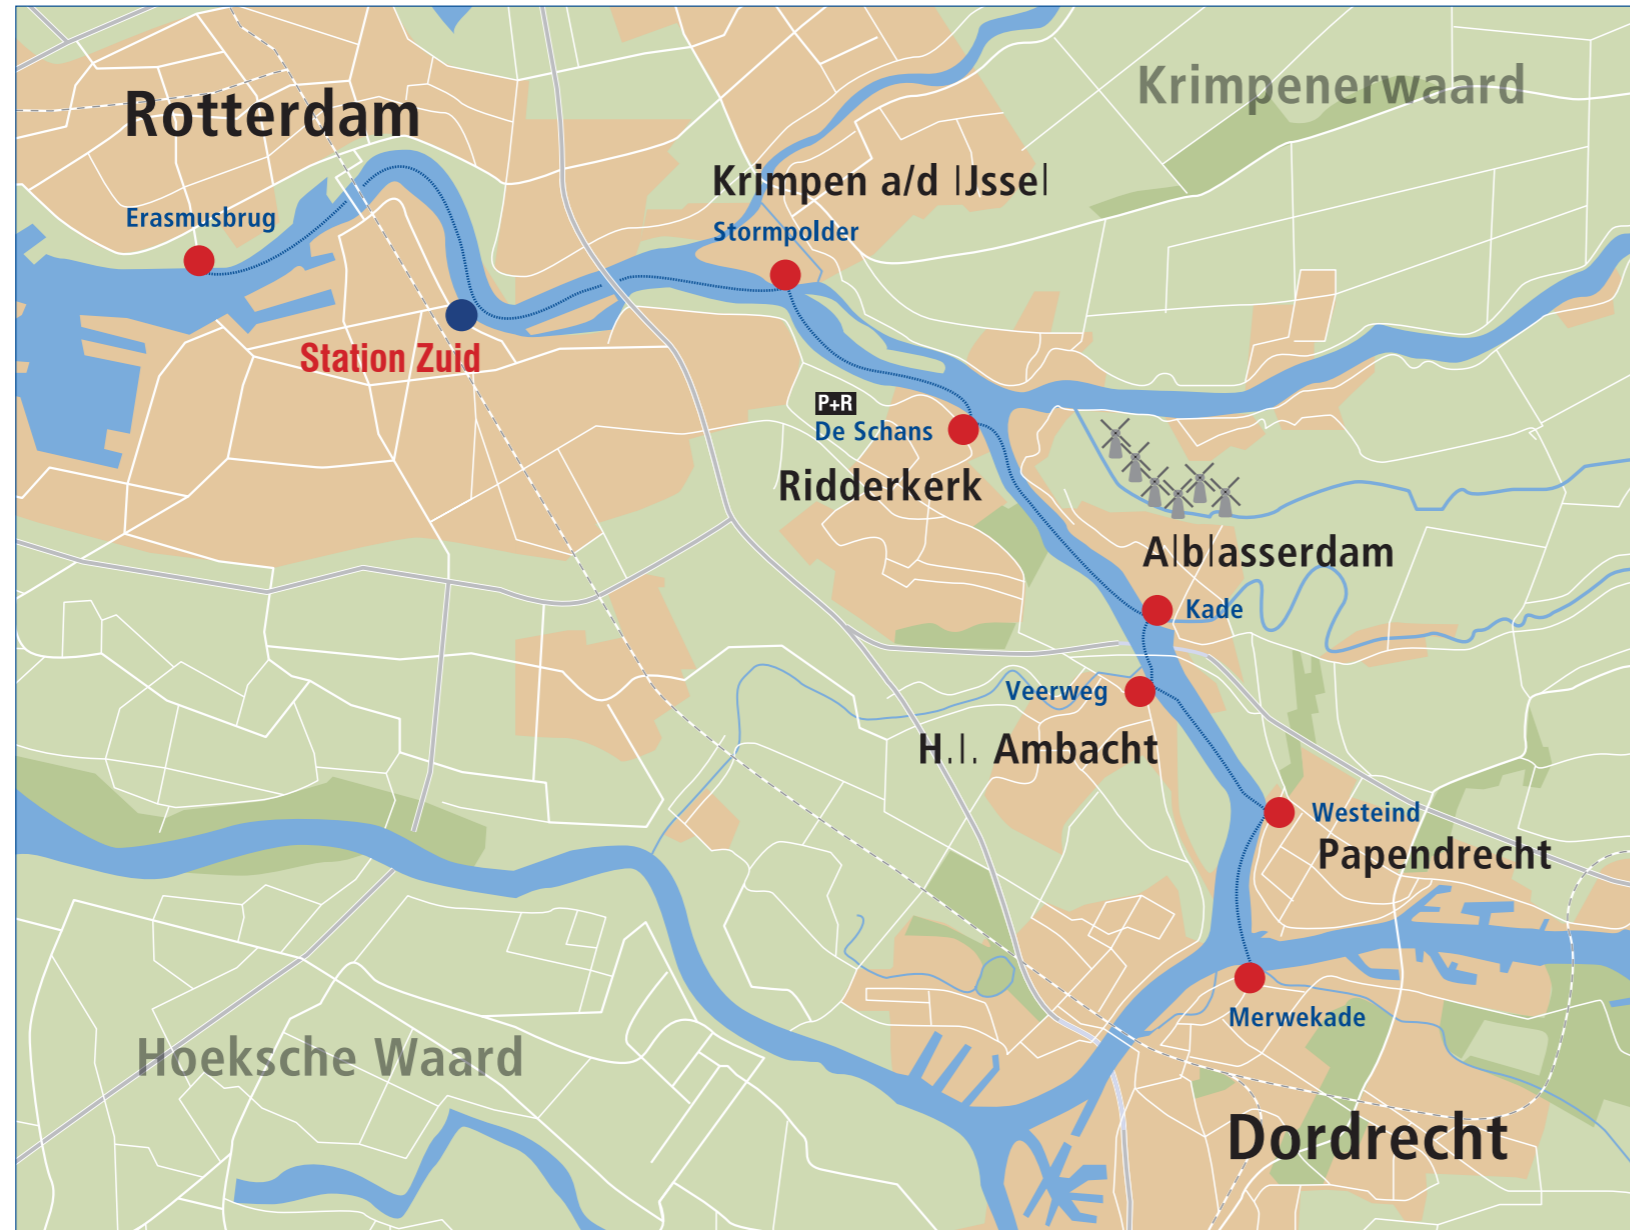 Krimpenerwaard
Rotterdam
Krimpen a/d IJssel
Erasmusbrug
Stormpolder
Station Zuid
P+R
De Schans
Ridderkerk
Alblasserdam
Kade
Veerweg
H.I. Ambacht
Westeind
Papendrecht
Merwekade
Hoeksche Waard
Dordrecht